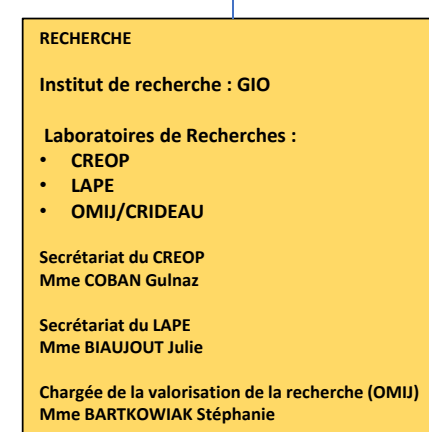 RECHERCHE
Institut de recherche : GIO
Laboratoires de Recherches :
• CREOP
• LAPE
• OMIJ/CRIDEAU
Secrétariat du CREOP
Mme COBAN Gulnaz
Secrétariat du LAPE
Mme BIAUJOUT Julie
Chargée de la valorisation de la recherche (OMIJ)
Mme BARTKOWIAK Stéphanie